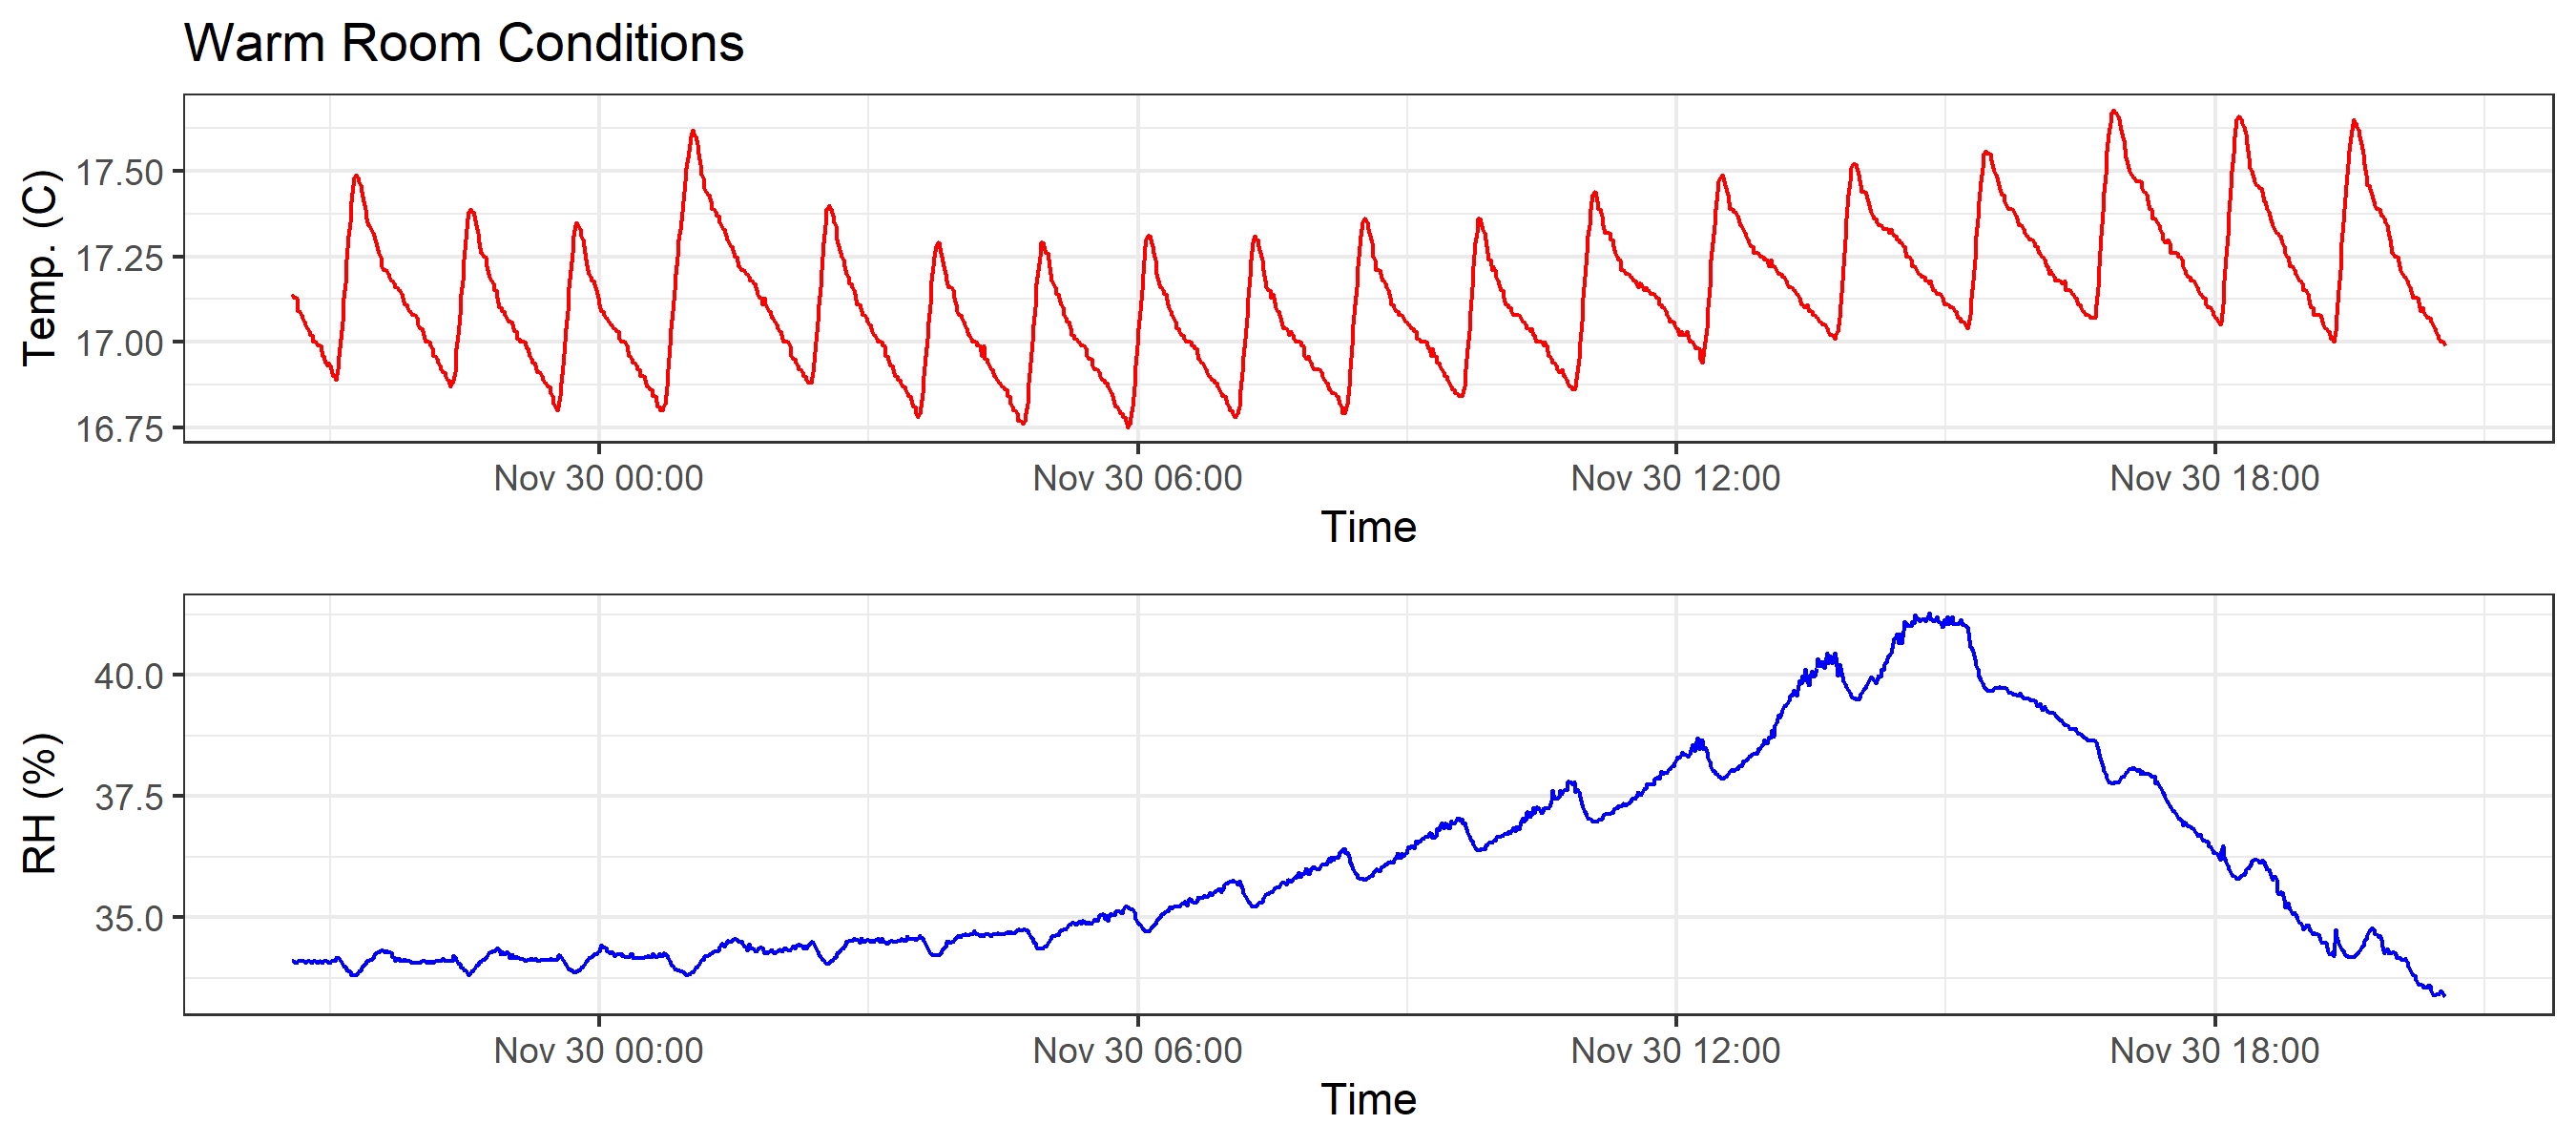 Warm Room Conditions
Temp. (C)
17.50
17.25
17.00
16.75
Nov 30 00:00 Nov 30 06:00 Nov 30 12:00 Nov 30 18:00
Time
RH (%)
40.0
37.5
35.0
Nov 30 00:00 Nov 30 06:00 Nov 30 12:00 Nov 30 18:00
Time